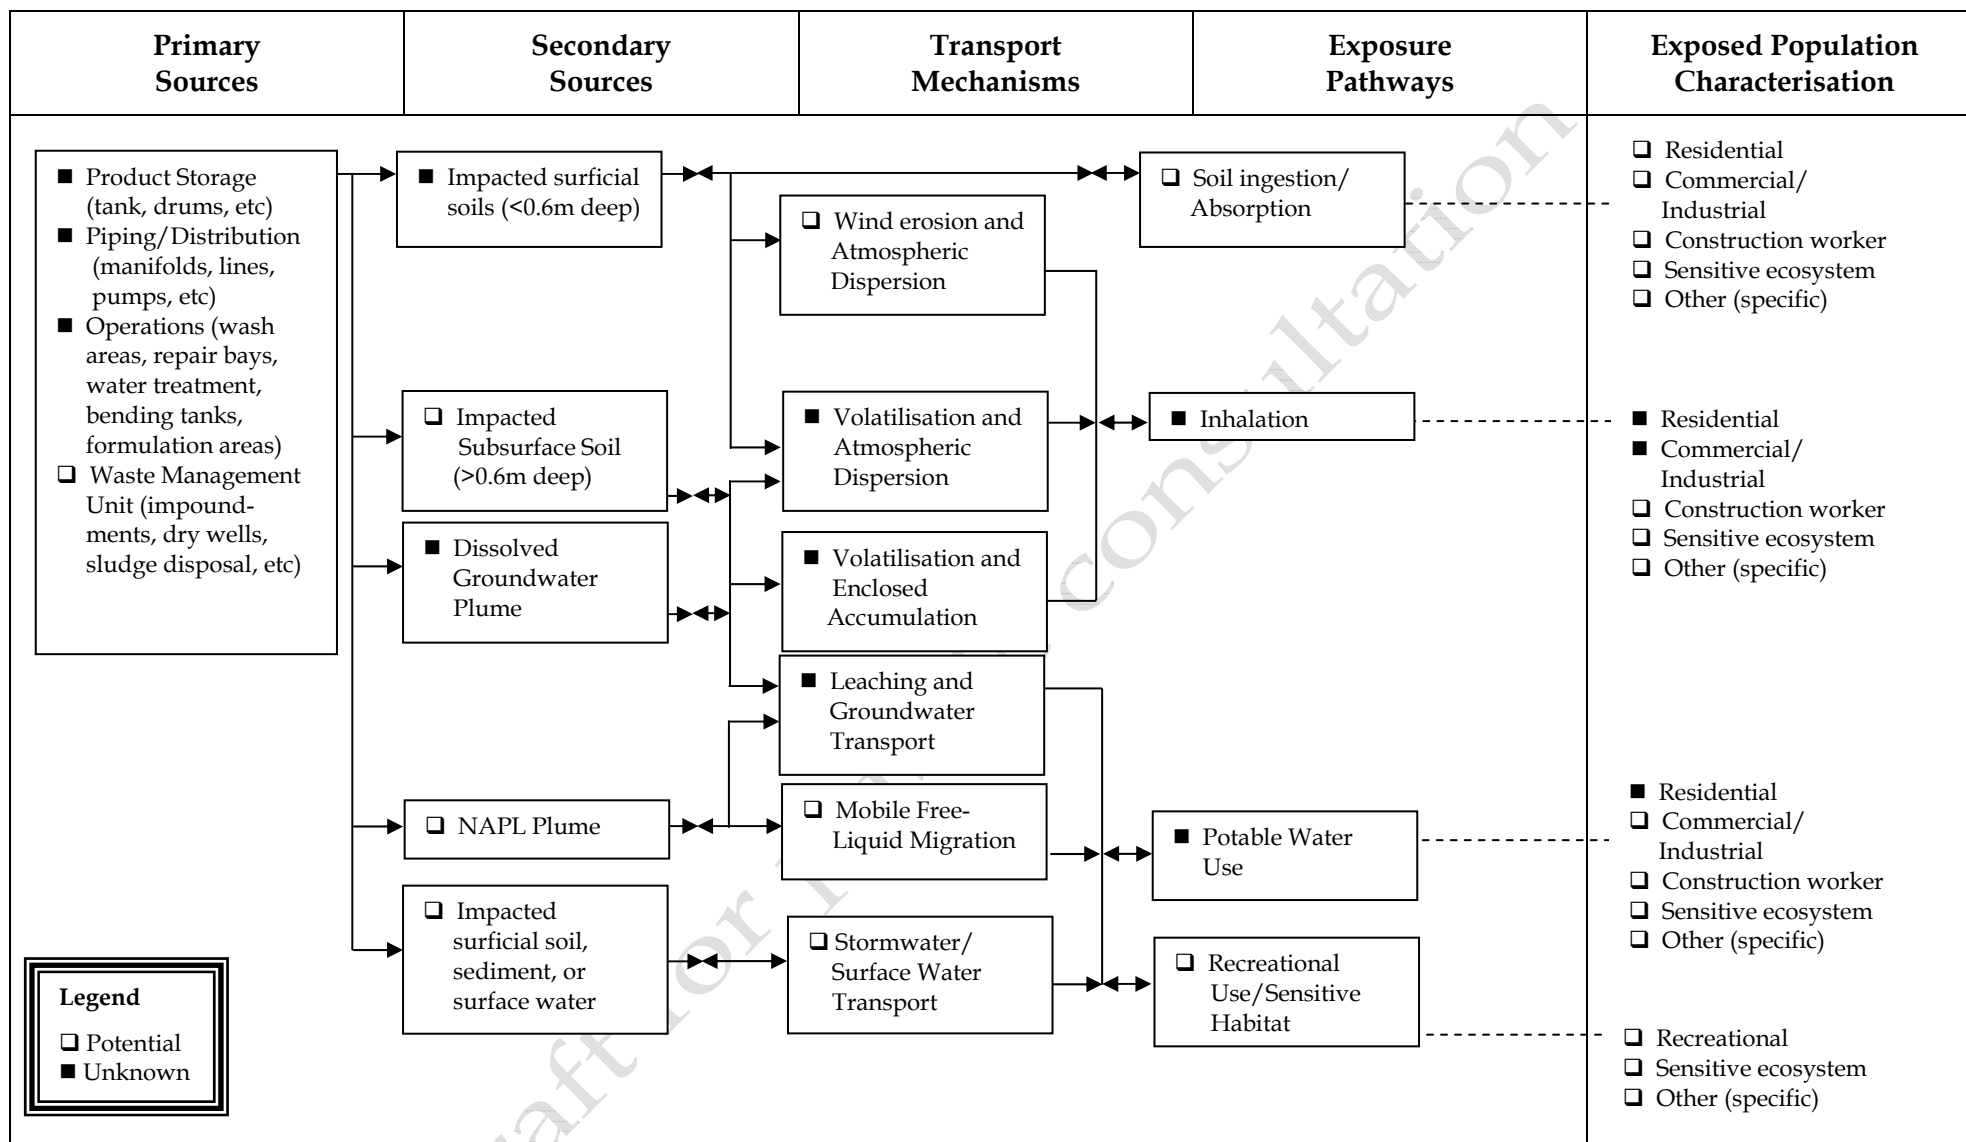 Primary
Sources
Secondary
Sources
Transport
Mechanisms
Exposure
Pathways
Exposed Population
Characterisation
■ Product Storage
(tank, drums, etc)
■ Piping/Distribution
(manifolds, lines,
pumps, etc)
■ Operations (wash
areas, repair bays,
water treatment,
bending tanks,
formulation areas)
❑ Waste Management
Unit (impound-
ments, dry wells,
sludge disposal, etc)
■ Impacted surficial
soils (<0.6m deep)
❑ Impacted
Subsurface Soil
(>0.6m deep)
■ Dissolved
Groundwater
Plume
❑ NAPL Plume
❑ Impacted
surficial soil,
sediment, or
surface water
❑ Wind erosion and
Atmospheric
Dispersion
■ Volatilisation and
Atmospheric
Dispersion
■ Volatilisation and
Enclosed
Accumulation
■ Leaching and
Groundwater
Transport
❑ Mobile Free-
Liquid Migration
❑ Stormwater/
Surface Water
Transport
❑ Soil ingestion/
Absorption
■ Inhalation
■ Potable Water
Use
❑ Recreational
Use/Sensitive
Habitat
❑ Residential
❑ Commercial/
Industrial
❑ Construction worker
❑ Sensitive ecosystem
❑ Other (specific)
■ Residential
■ Commercial/
Industrial
❑ Construction worker
❑ Sensitive ecosystem
❑ Other (specific)
■ Residential
❑ Commercial/
Industrial
❑ Construction worker
❑ Sensitive ecosystem
❑ Other (specific)
❑ Recreational
❑ Sensitive ecosystem
❑ Other (specific)
Legend
❑ Potential
■ Unknown
for
consultation